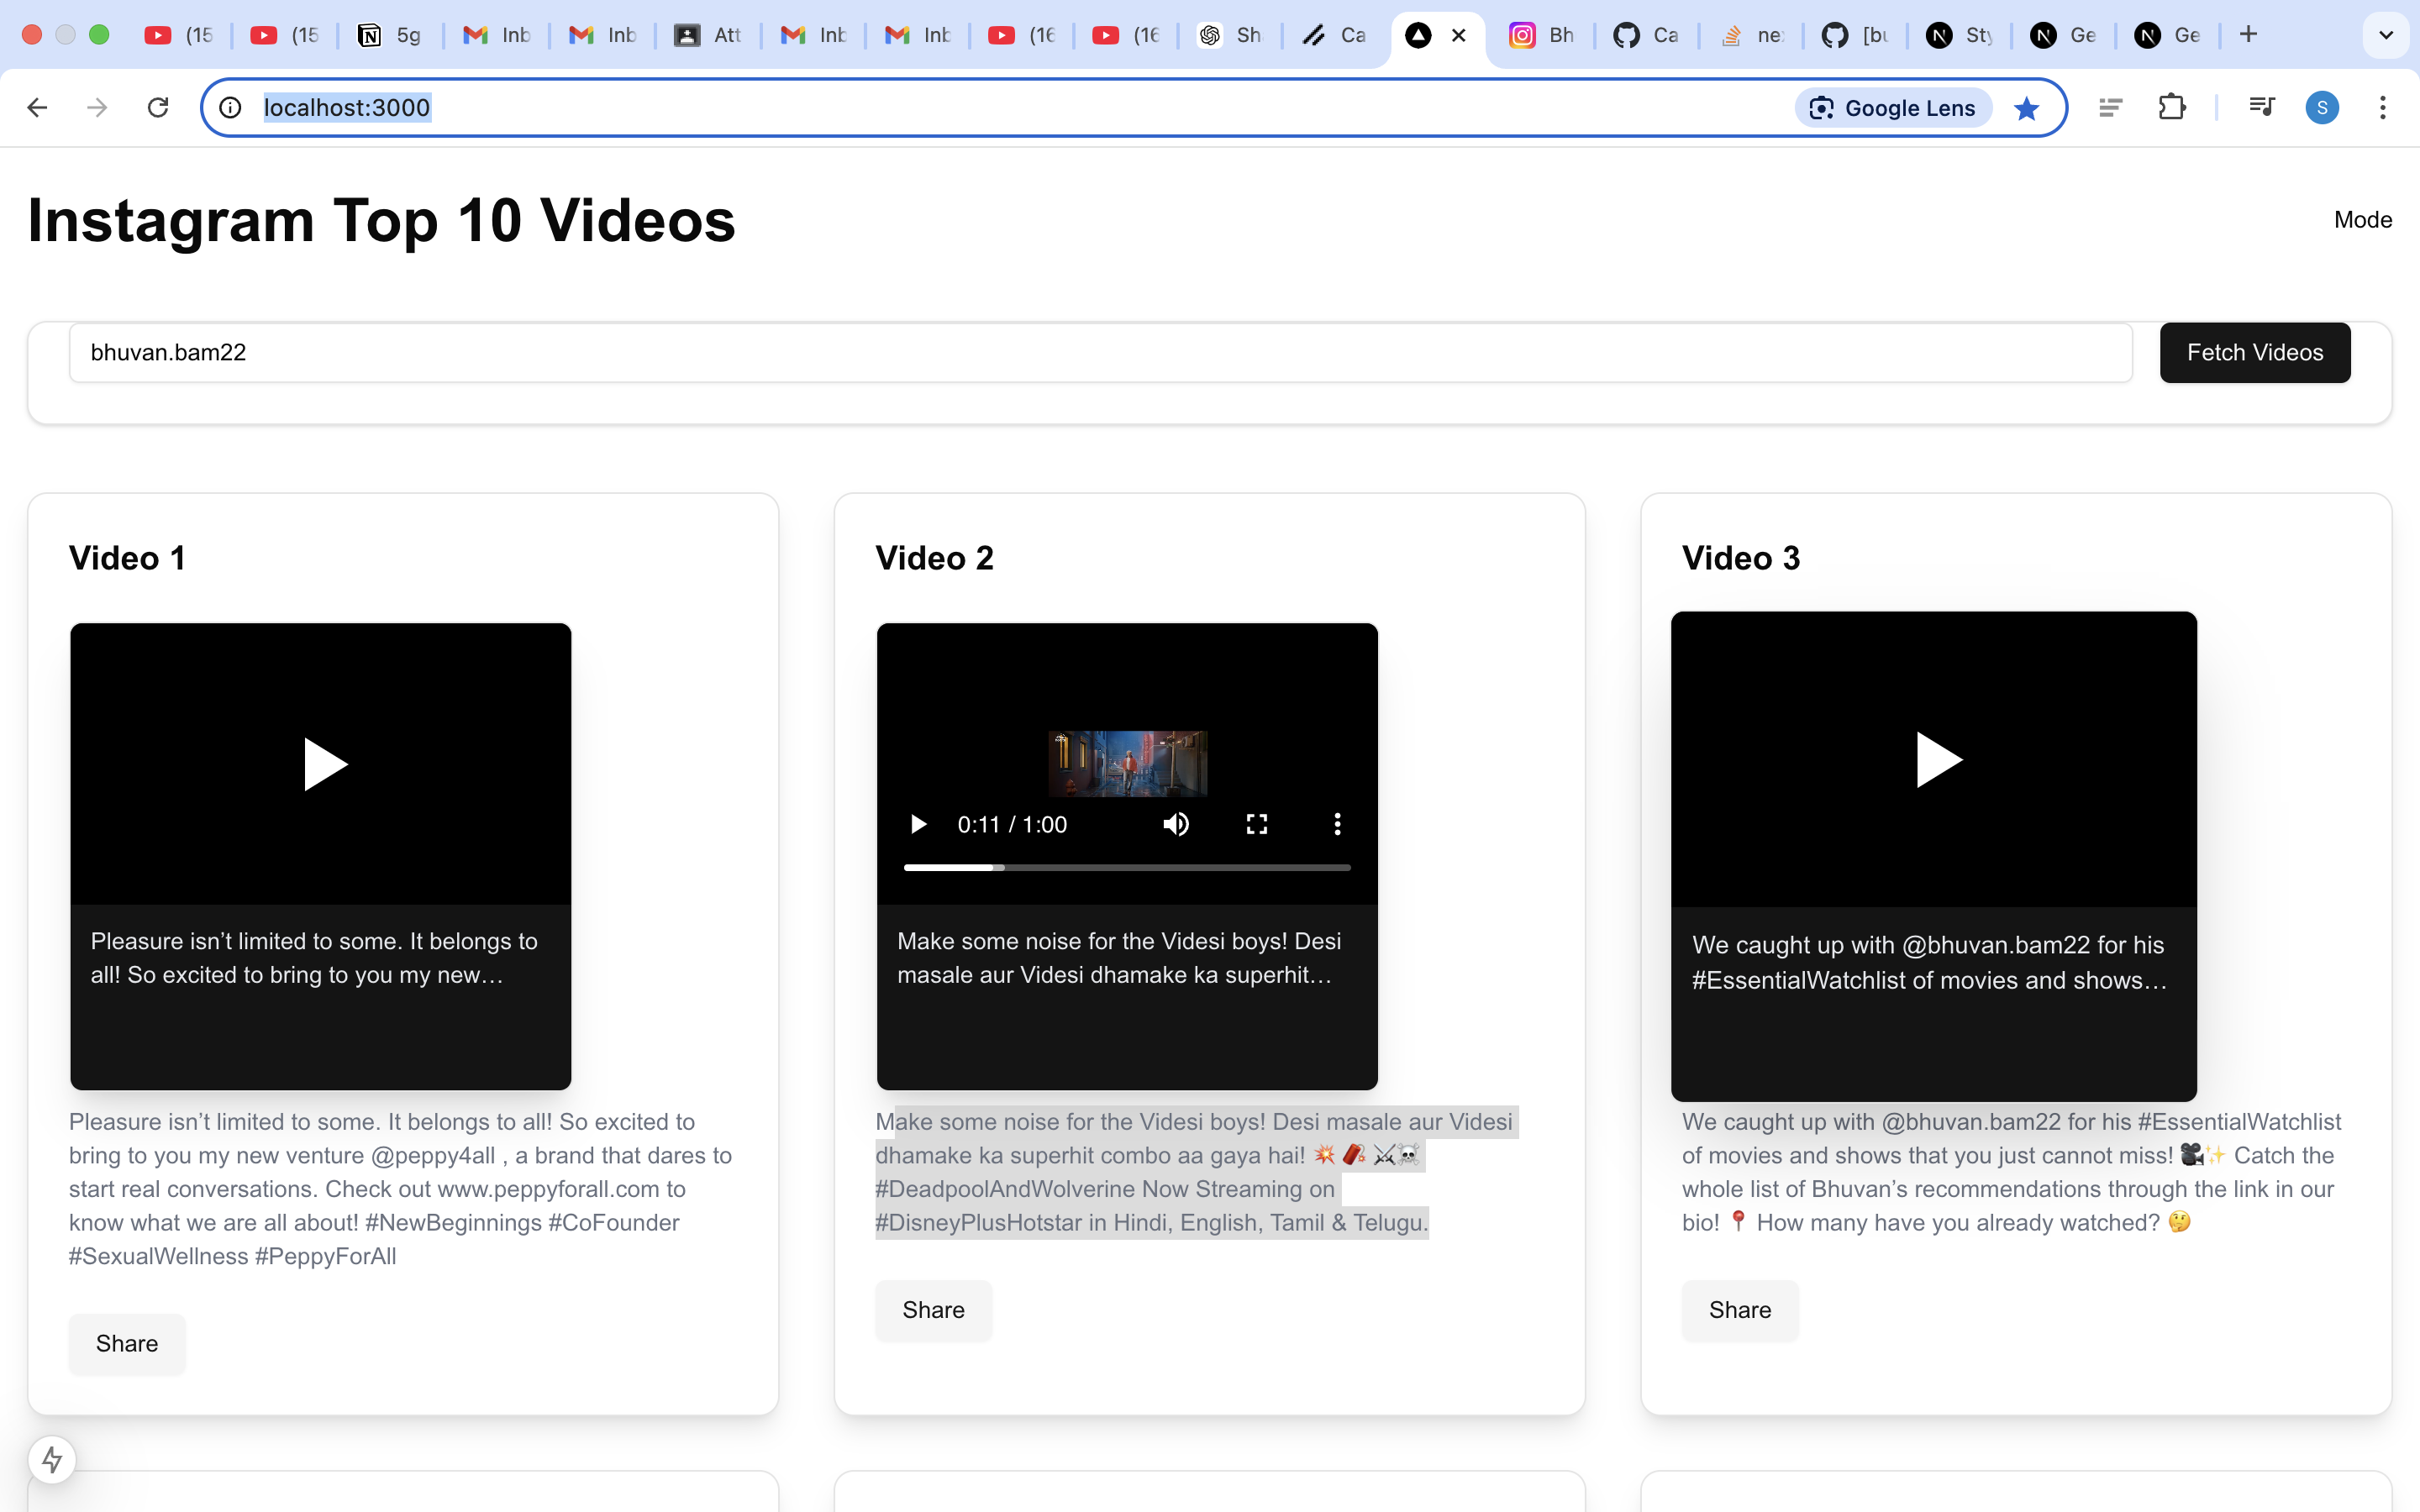 (15
(15
5g
Inb
Inb
Att
Inb
Inb
(16
(16
Sh
Ca
Bh
Ca
ne
[bu
Sty
Ge
Ge
localhost:3000
Google Lens
S
Instagram Top 10 Videos
Mode
bhuvan.bam22
Fetch Videos
Video 1
Video 2
Video 3
0:11 / 1:00
Pleasure isn’t limited to some. It belongs to
all! So excited to bring to you my new…
Make some noise for the Videsi boys! Desi
masale aur Videsi dhamake ka superhit…
We caught up with @bhuvan.bam22 for his
#EssentialWatchlist of movies and shows…
Pleasure isn’t limited to some. It belongs to all! So excited to
bring to you my new venture @peppy4all , a brand that dares to
start real conversations. Check out www.peppyforall.com to
know what we are all about! #NewBeginnings #CoFounder
#SexualWellness #PeppyForAll
Share
Make some noise for the Videsi boys! Desi masale aur Videsi
dhamake ka superhit combo aa gaya hai! 💥 🧨 ⚔☠
#DeadpoolAndWolverine Now Streaming on
#DisneyPlusHotstar in Hindi, English, Tamil & Telugu.
Share
We caught up with @bhuvan.bam22 for his #EssentialWatchlist
of movies and shows that you just cannot miss! 🎥✨ Catch the
whole list of Bhuvan’s recommendations through the link in our
bio! 📍 How many have you already watched? 🤔
Share